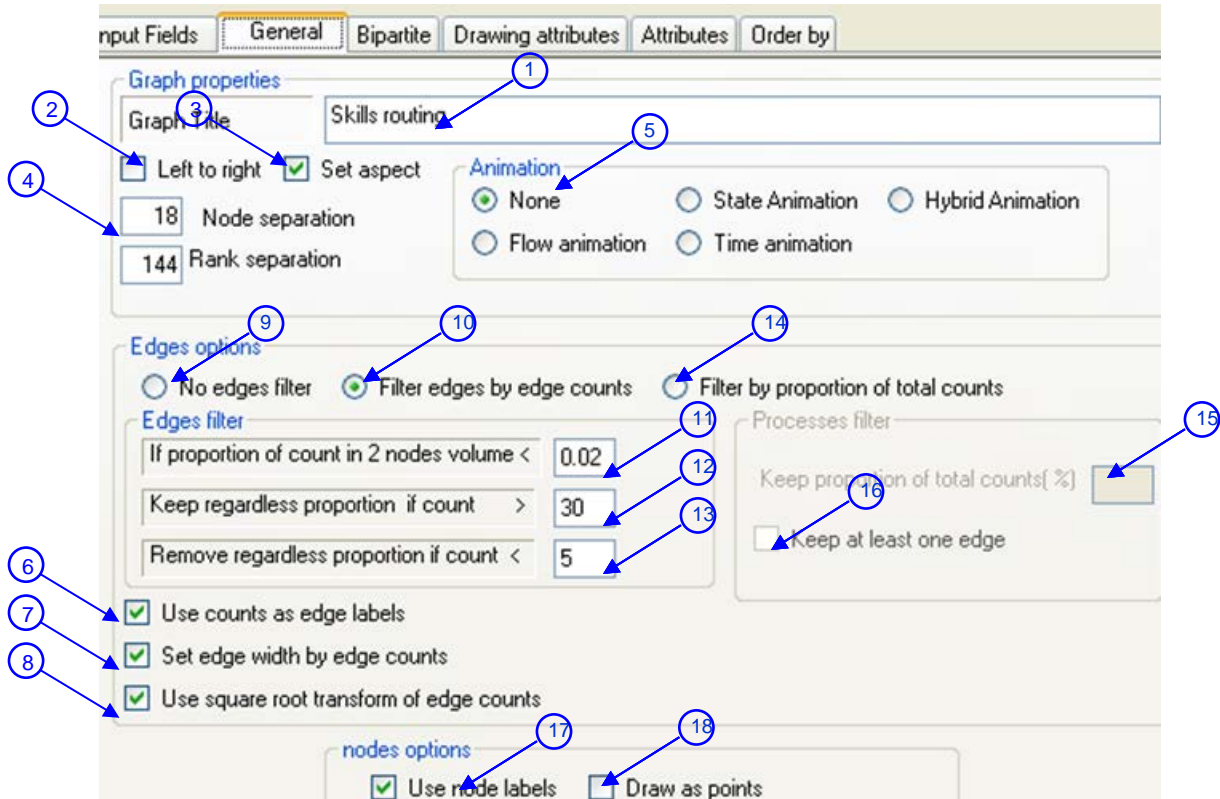 nput Fields General Bipartite Drawing attributes Attributes Order by
Graph properties 1
2 3 Graph Title Skills routing
5
Left to right Set aspect Animation
4 None State Animation Hybrid Animation
18 Node separation
Flow animation Time animation
144 Rank separation
9 10 14
Edges options
No edges filter Filter edges by edge counts Filter by proportion of total counts
Edges filter 11 Processes filter 15
If proportion of count in 2 nodes volume < 0.02
12 Keep proportion of total counts( %)
Keep regardless proportion if count > 30 16
13 Keep at least one edge
Remove regardless proportion if count < 5
6
Use counts as edge labels
7
Set edge width by edge counts
8
Use square root transform of edge counts
17 18
nodes options
Use node labels Draw as points